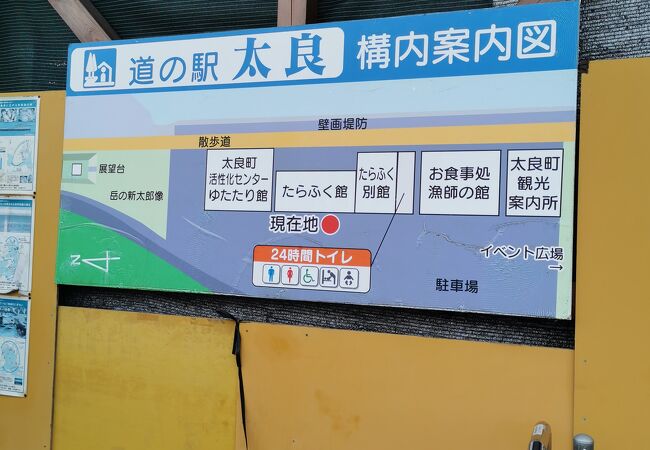 道の駅 太良 構内案内図
壁画堤防
散歩道
展望台
岳の新太郎像
太良町
活性化センター
ゆたたり館
たらふく館
たらふく
別館
お食事処
漁師の館
太良町
観光
案内所
現在地
24時間トイレ
イベント広場
→
駐車場
N